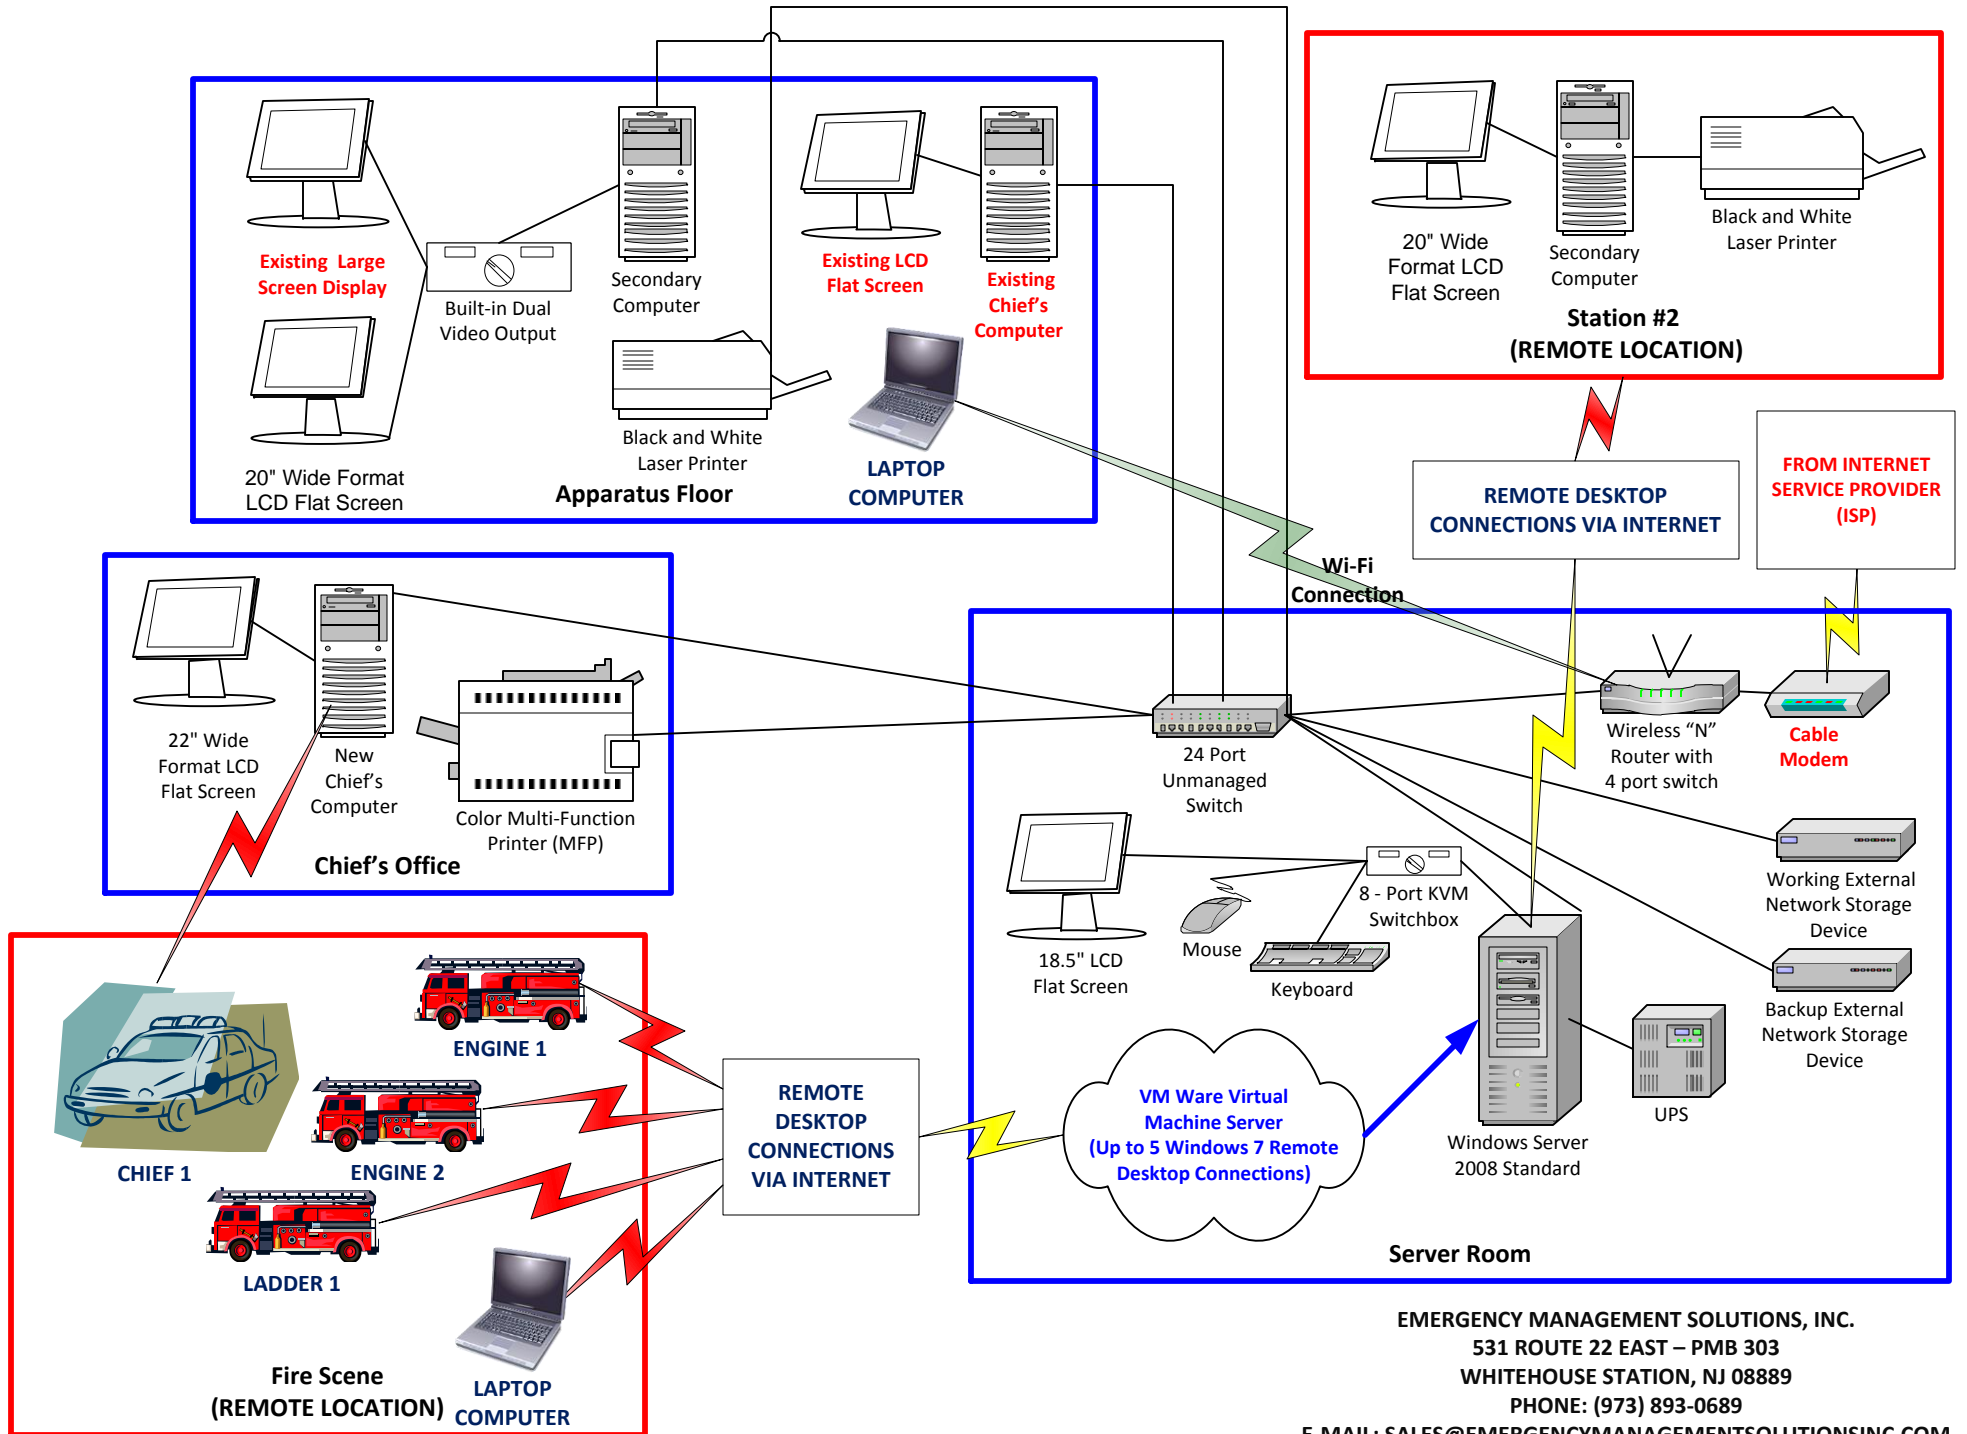 Existing Large
Screen Display
Built-in Dual
Video Output
Secondary
Computer
Existing LCD
Flat Screen
Existing
Chief's
Computer
20" Wide Format
LCD Flat Screen
Black and White
Laser Printer
LAPTOP
COMPUTER
Apparatus Floor
20" Wide
Format LCD
Flat Screen
Secondary
Computer
Black and White
Laser Printer
Station #2
(REMOTE LOCATION)
REMOTE DESKTOP
CONNECTIONS VIA INTERNET
FROM INTERNET
SERVICE PROVIDER
(ISP)
Wi-Fi
Connection
22" Wide
Format LCD
Flat Screen
New
Chief's
Computer
Color Multi-Function
Printer (MFP)
Chief's Office
24 Port
Unmanaged
Switch
Wireless “N”
Router with
4 port switch
Cable
Modem
18.5" LCD
Flat Screen
Mouse
Keyboard
8 - Port KVM
Switchbox
Working External
Network Storage
Device
Backup External
Network Storage
Device
Windows Server
2008 Standard
UPS
VM Ware Virtual
Machine Server
(Up to 5 Windows 7 Remote
Desktop Connections)
Server Room
CHIEF 1
ENGINE 1
ENGINE 2
LADDER 1
LAPTOP
COMPUTER
Fire Scene
(REMOTE LOCATION)
REMOTE
DESKTOP
CONNECTIONS
VIA INTERNET
EMERGENCY MANAGEMENT SOLUTIONS, INC.
531 ROUTE 22 EAST – PMB 303
WHITEHOUSE STATION, NJ 08889
PHONE: (973) 893-0689
E-MAIL: SALES@EMERGENCYMANAGEMENTSOLUTIONSINC.COM